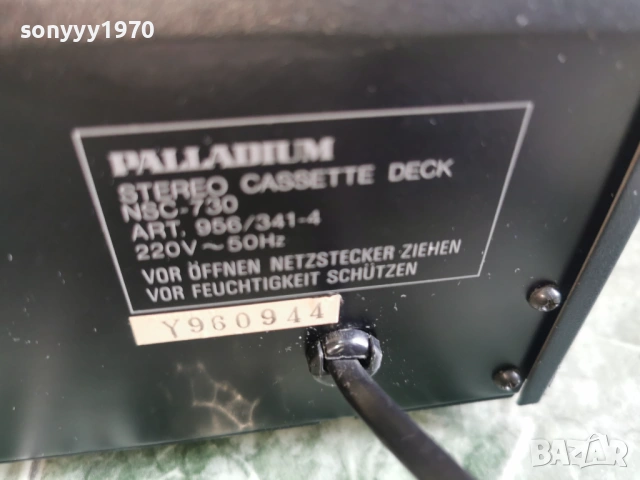 sonyyy1970
PALLADIUM
STEREO CASSETTE DECK
NSC-730
ART. 956/341-4
220V ~ 50Hz
VOR ÖFFNEN NETZSTECKER ZIEHEN
VOR FEUCHTIGKEIT SCHÜTZEN
Y960944
BAZAR